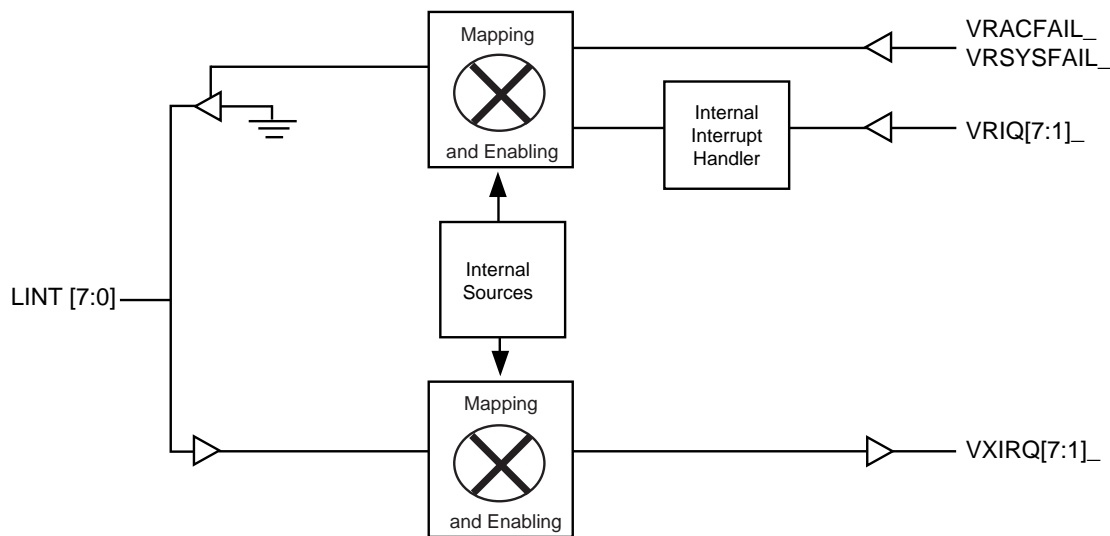 Mapping
and Enabling
VRACFAIL_
VRSYSFAIL_
Internal
Interrupt
Handler
VRIQ[7:1]_
Internal
Sources
LINT [7:0]
Mapping
and Enabling
VXIRQ[7:1]_